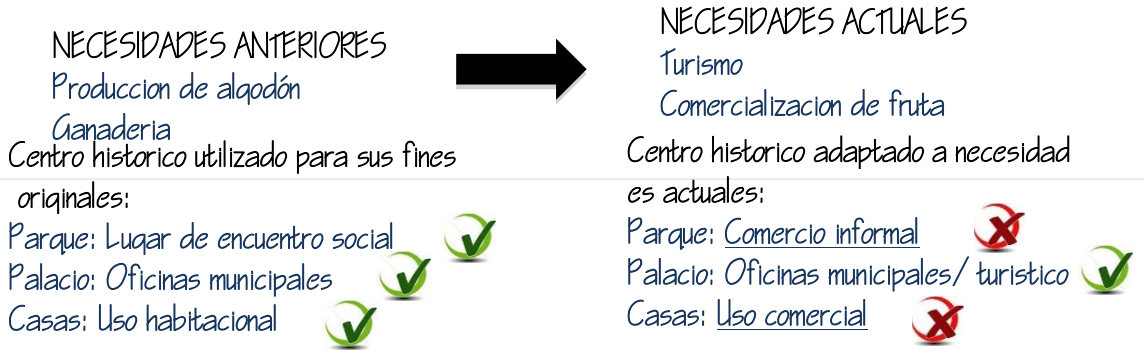 NECESIDADES ANTERIORES
Produccion de algodón
Ganaderia
Centro historico utilizado para sus fines
originales:
Parque: Lugar de encuentro social
Palacio: Oficinas municipales
Casas: Uso habitacional
NECESIDADES ACTUALES
Turismo
Comercializacion de fruta
Centro historico adaptado a necesidad
es actuales:
Parque: Comercio informal
Palacio: Oficinas municipales/ turistico
Casas: Uso comercial